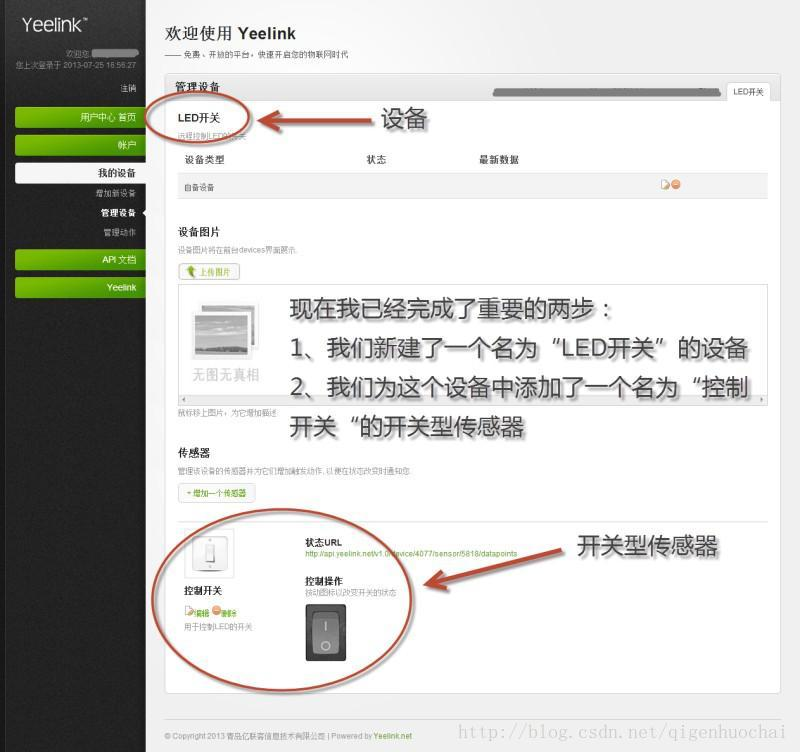 Yeelink™
欢迎您,
您上次登录于 2013-07-25 16:56:27
注销
用户中心 首页
帐户
我的设备
增加新设备
管理设备
管理动作
API 文档
Yeelink
欢迎使用 Yeelink
—— 免费、开放的平台，快速开启您的物联网时代
管理设备
LED开关
LED开关
设备
远程控制LED的开关
设备类型 状态 最新数据
自备设备
设备图片
设备图片将在前台devices界面展示.
上传图片
无图无真相
现在我已经完成了重要的两步：
1、我们新建了一个名为“LED开关”的设备
2、我们为这个设备中添加了一个名为“控制
开关“的开关型传感器
鼠标移上图片，为它增加描述
传感器
管理该设备的传感器并为它们增加触发动作,以便在状态改变时通知您.
+ 增加一个传感器
开关型传感器
状态URL
http://api.yeelink.net/v1.0/device/4077/sensor/5818/datapoints
控制开关
编辑 删除
用于控制LED的开关
控制操作
按动图标以改变开关的状态
© Copyright 2013 青岛亿联客信息技术有限公司 | Powered by Yeelink.net
http://blog.csdn.net/qigenhuochai